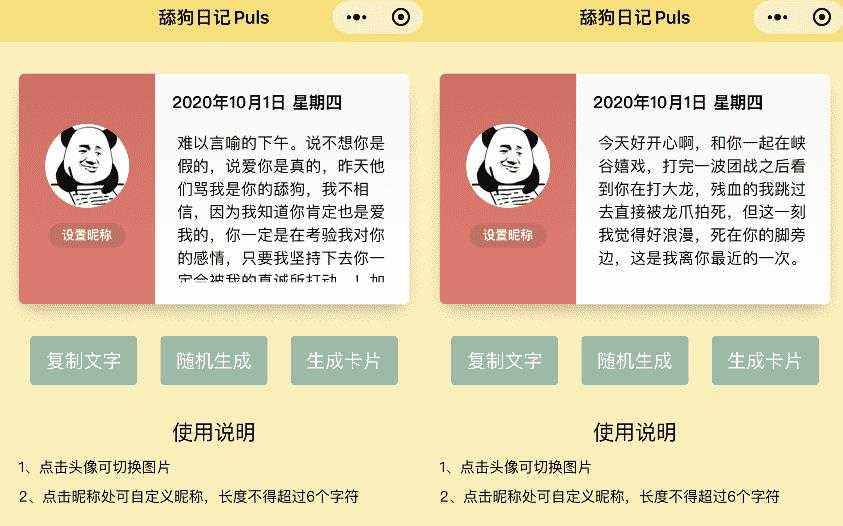 舔狗日记 Puls
2020年10月1日 星期四
难以言喻的下午。说不想你是
假的，说爱你是真的，昨天他
们骂我是你的舔狗，我不相
信，因为我知道你肯定也是爱
我的，你一定是在考验我对你
的感情，只要我坚持下去你一
定会被我的真诚所打动。！加
设置昵称
复制文字 随机生成 生成卡片
使用说明
1、点击头像可切换图片
2、点击昵称处可自定义昵称，长度不得超过6个字符
舔狗日记 Puls
2020年10月1日 星期四
今天好开心啊，和你一起在峡
谷嬉戏，打完一波团战之后看
到你在打大龙，残血的我跳过
去直接被龙爪拍死，但这一刻
我觉得好浪漫，死在你的脚旁
边，这是我离你最近的一次。
设置昵称
复制文字 随机生成 生成卡片
使用说明
1、点击头像可切换图片
2、点击昵称处可自定义昵称，长度不得超过6个字符